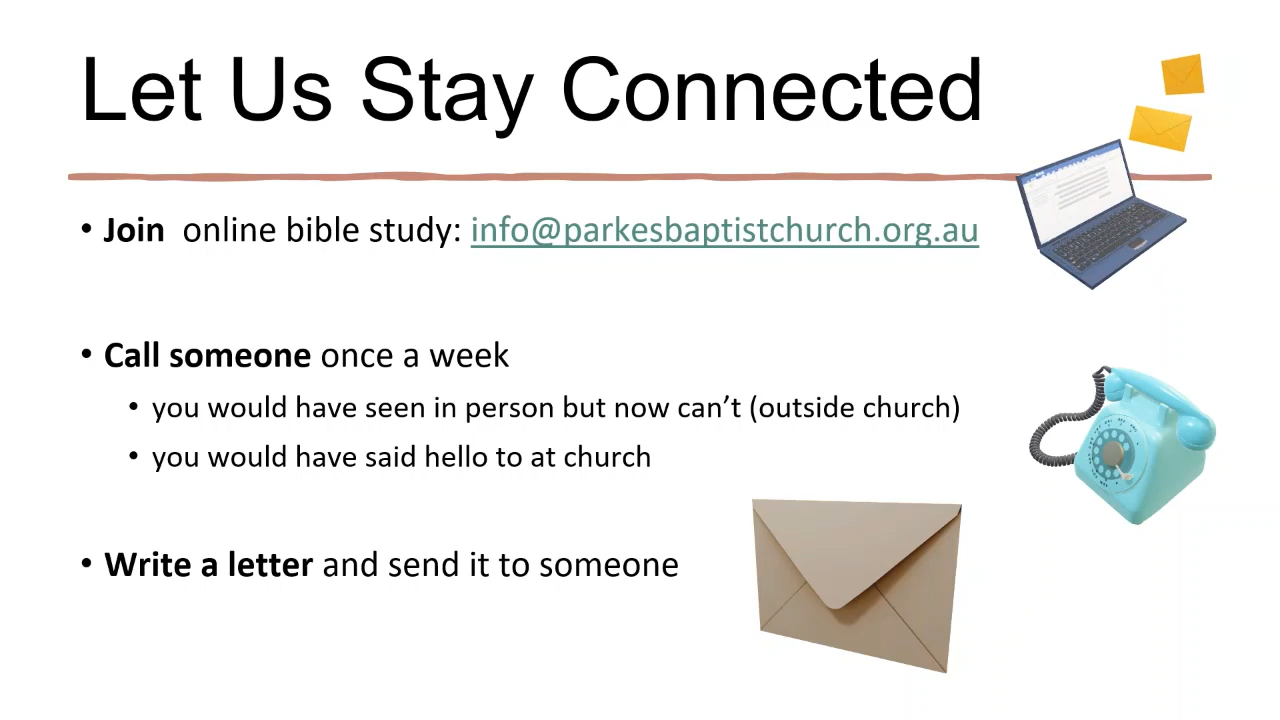 Let Us Stay Connected
• Join  online bible study: info@parkesbaptistchurch.org.au
• Call someone once a week
• you would have seen in person but now can’t (outside church)
• you would have said hello to at church
• Write a letter and send it to someone